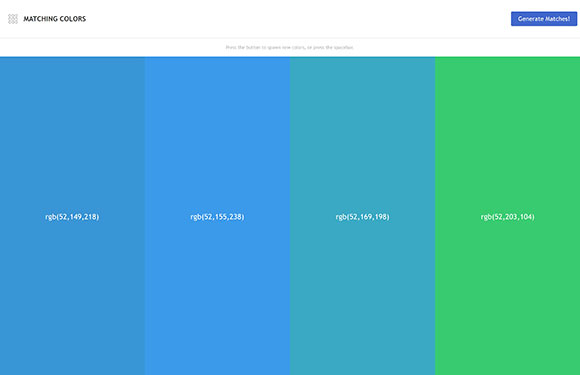 MATCHING COLORS
Generate Matches!
Press the button to spawn new colors, or press the spacebar.
rgb(52,149,218)
rgb(52,155,238)
rgb(52,169,198)
rgb(52,203,104)